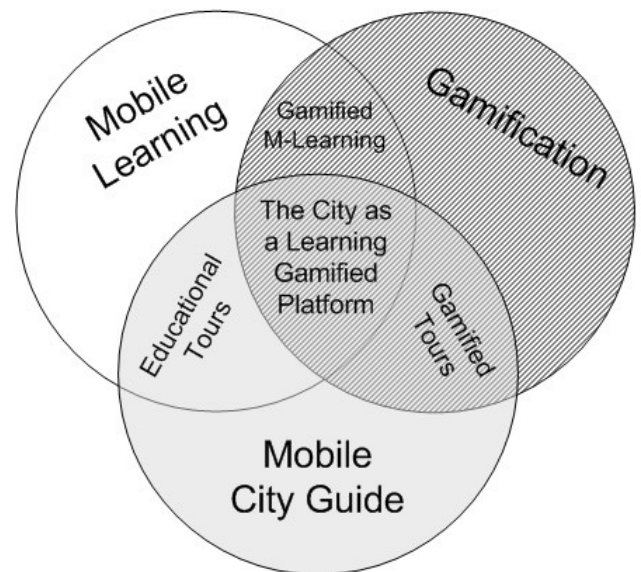 Mobile
Learning
Gamification
Gamified
M-Learning
The City as
a Learning
Gamified
Platform
Educational
Tours
Gamified
Tours
Mobile
City Guide